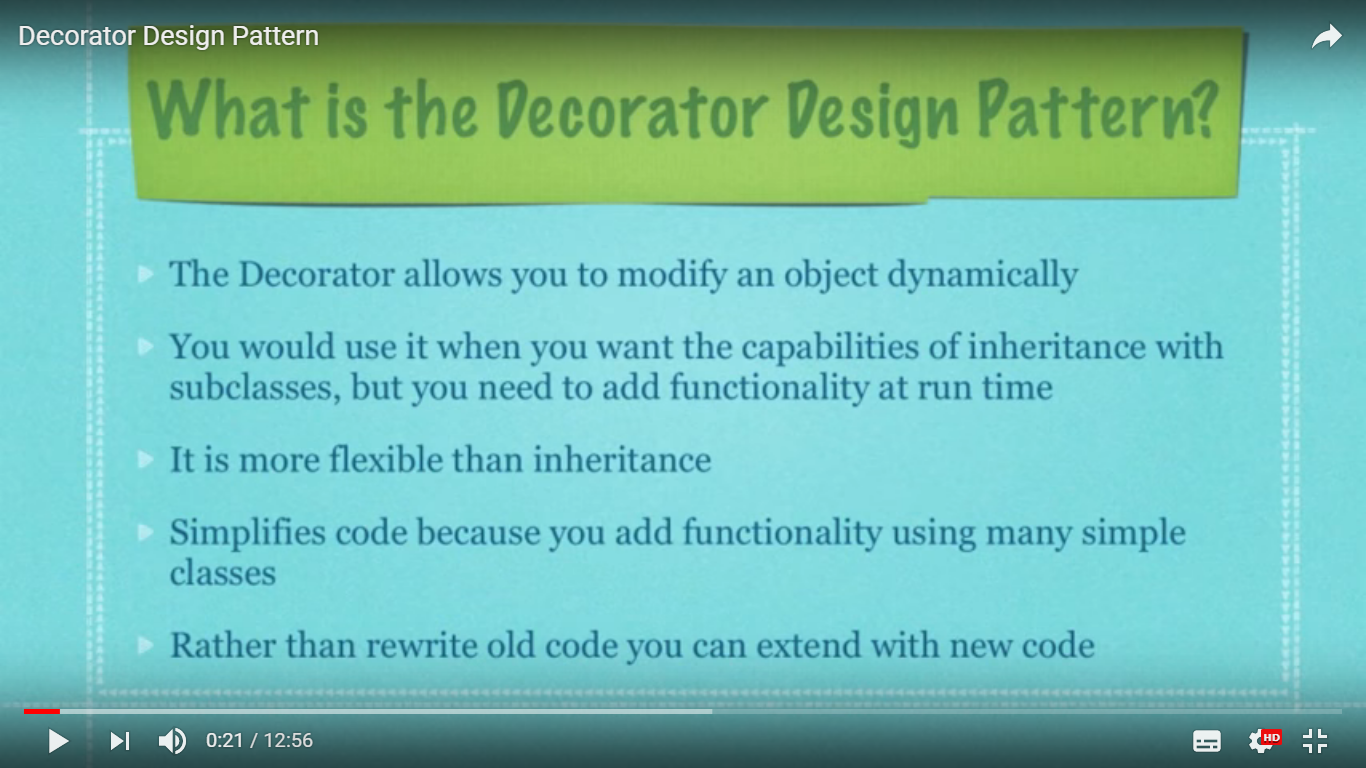 Decorator Design Pattern
What is the Decorator Design Pattern?
The Decorator allows you to modify an object dynamically
You would use it when you want the capabilities of inheritance with
subclasses, but you need to add functionality at run time
It is more flexible than inheritance
Simplifies code because you add functionality using many simple
classes
Rather than rewrite old code you can extend with new code
0:21 / 12:56
HD